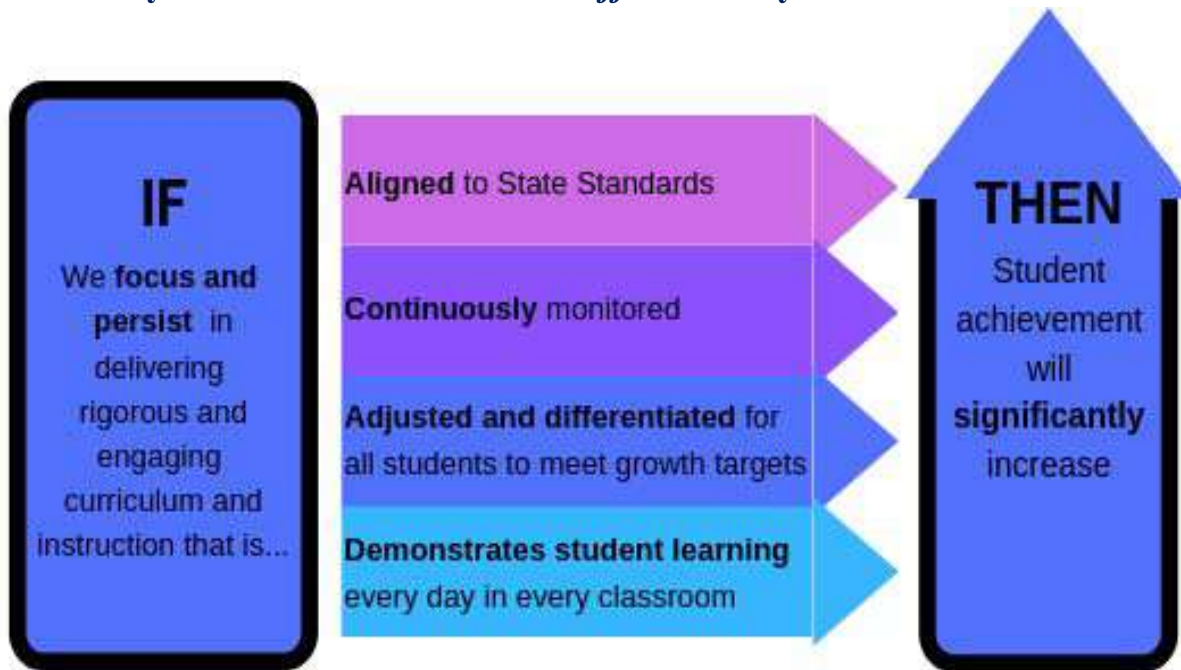 IF
We focus and
persist in
delivering
rigorous and
engaging
curriculum and
instruction that is...
Aligned to State Standards
Continuously monitored
Adjusted and differentiated for
all students to meet growth targets
Demonstrates student learning
every day in every classroom
THEN
Student
achievement
will
significantly
increase